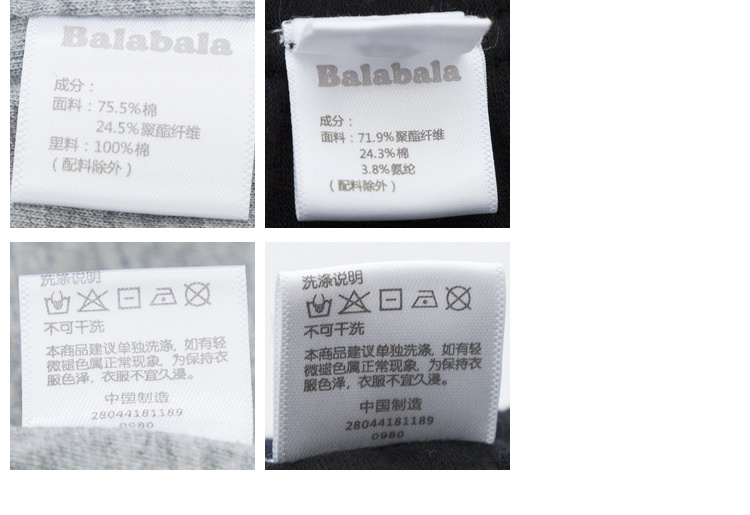 Balabala
成分：
面料：75.5%棉
24.5%聚酯纤维
里料：100%棉
（配料除外）
Balabala
成分：
面料：71.9%聚酯纤维
24.3%棉
3.8%氨纶
（配料除外）
洗涤说明
不可干洗
本商品建议单独洗涤，如有轻
微褪色属正常现象，为保持衣
服色泽，衣服不宜久浸。
中国制造
28044181189
0980
洗涤说明
不可干洗
本商品建议单独洗涤，如有轻
微褪色属正常现象，为保持衣
服色泽，衣服不宜久浸。
中国制造
28044181189
0980